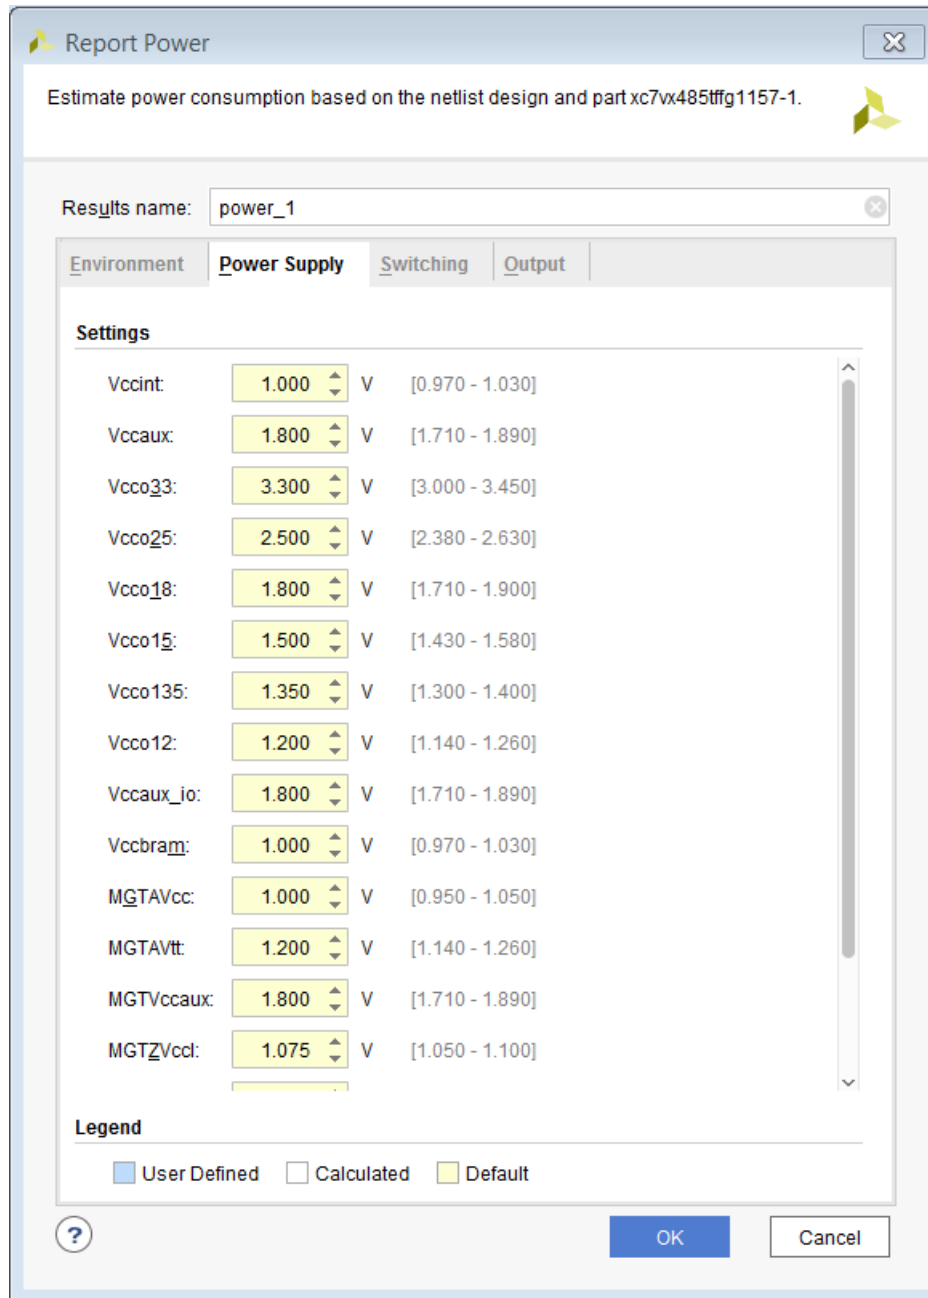 Report Power
Estimate power consumption based on the netlist design and part xc7vx485tffg1157-1.
Results name: power_1
Environment Power Supply Switching Output
Settings
Vccint: 1.000 V [0.970 - 1.030]
Vccaux: 1.800 V [1.710 - 1.890]
Vcco33: 3.300 V [3.000 - 3.450]
Vcco25: 2.500 V [2.380 - 2.630]
Vcco18: 1.800 V [1.710 - 1.900]
Vcco15: 1.500 V [1.430 - 1.580]
Vcco135: 1.350 V [1.300 - 1.400]
Vcco12: 1.200 V [1.140 - 1.260]
Vccaux_io: 1.800 V [1.710 - 1.890]
Vccbram: 1.000 V [0.970 - 1.030]
MGTAVcc: 1.000 V [0.950 - 1.050]
MGTAVtt: 1.200 V [1.140 - 1.260]
MGTVccaux: 1.800 V [1.710 - 1.890]
MGTZVccl: 1.075 V [1.050 - 1.100]
Legend
User Defined Calculated Default
? OK Cancel